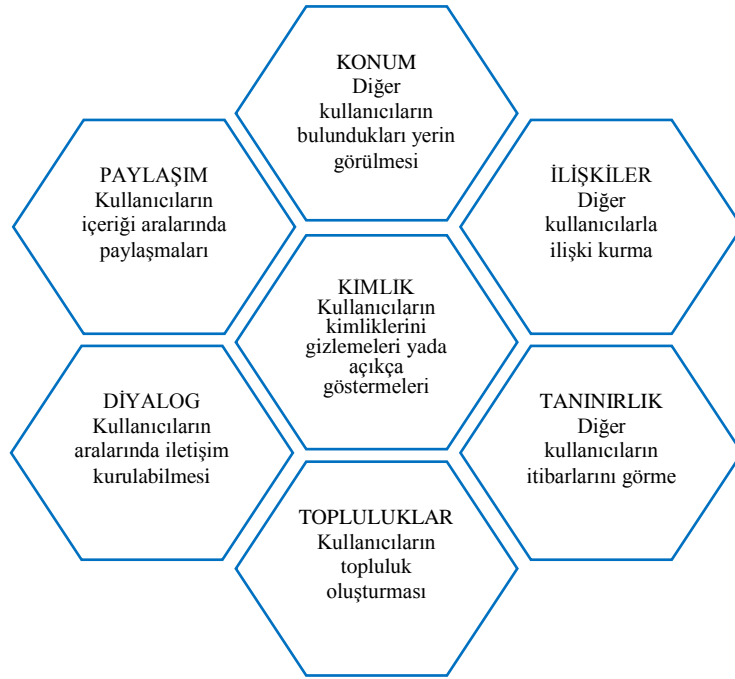 KONUM
Diğer
kullanıcıların
bulundukları yerin
görülmesi
PAYLAŞIM
Kullanıcıların
içeriği aralarında
paylaşmaları
İLİŞKİLER
Diğer
kullanıcılarla
ilişki kurma
KIMLIK
Kullanıcıların
kimliklerini
gizlemeleri yada
açıkça
göstermeleri
DİYALOG
Kullanıcıların
aralarında iletişim
kurulabilmesi
TANINIRLIK
Diğer
kullanıcıların
itibarlarını görme
TOPLULUKLAR
Kullanıcıların
topluluk
oluşturması